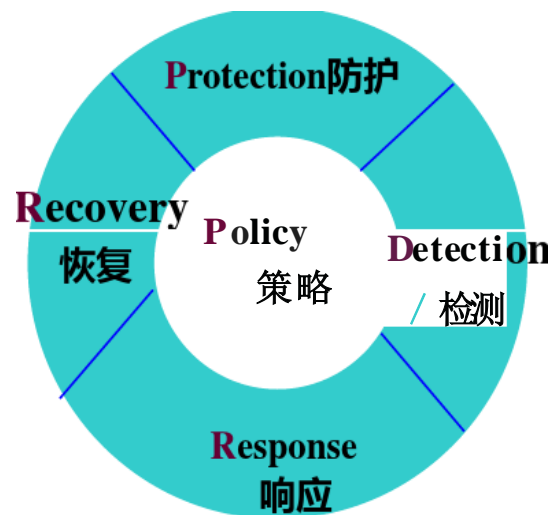 Protection防护
Recovery
恢复
Policy
策略
Detection
检测
Response
响应